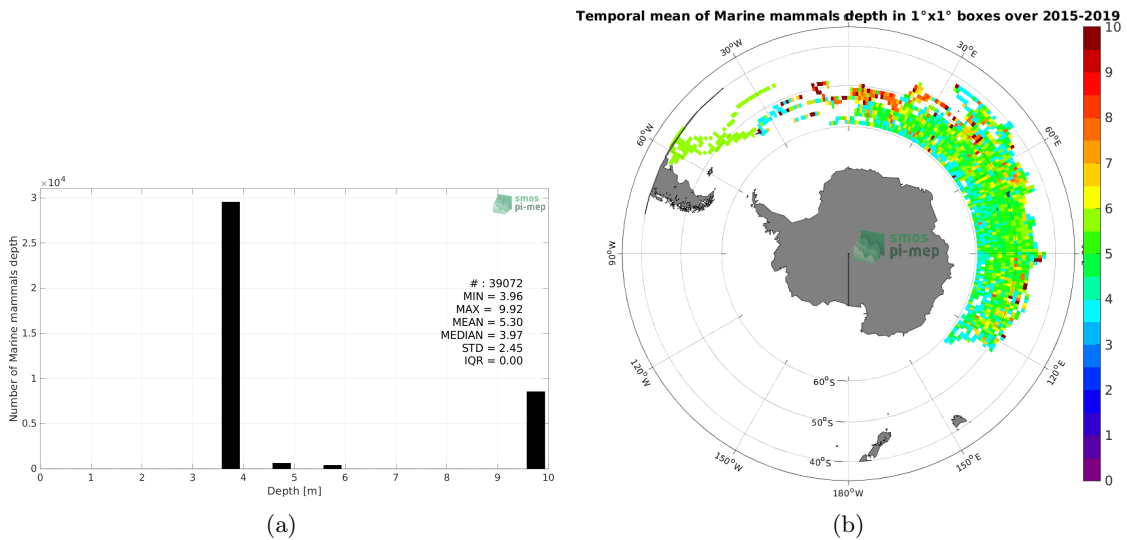 Temporal mean of Marine mammals depth in 1°x1° boxes over 2015-2019
×10⁴
3
2.5
2
1.5
1
0.5
0
Number of Marine mammals depth
smos
pi-mep
# : 39072
MIN = 3.96
MAX = 9.92
MEAN = 5.30
MEDIAN = 3.97
STD = 2.45
IQR = 0.00
0 1 2 3 4 5 6 7 8 9 10
Depth [m]
(a)
30°W
30°E
60°W
60°E
90°W
120°W
120°E
150°W
150°E
180°W
60°S
50°S
40°S
smos
pi-mep
10
9
8
7
6
5
4
3
2
1
0
(b)